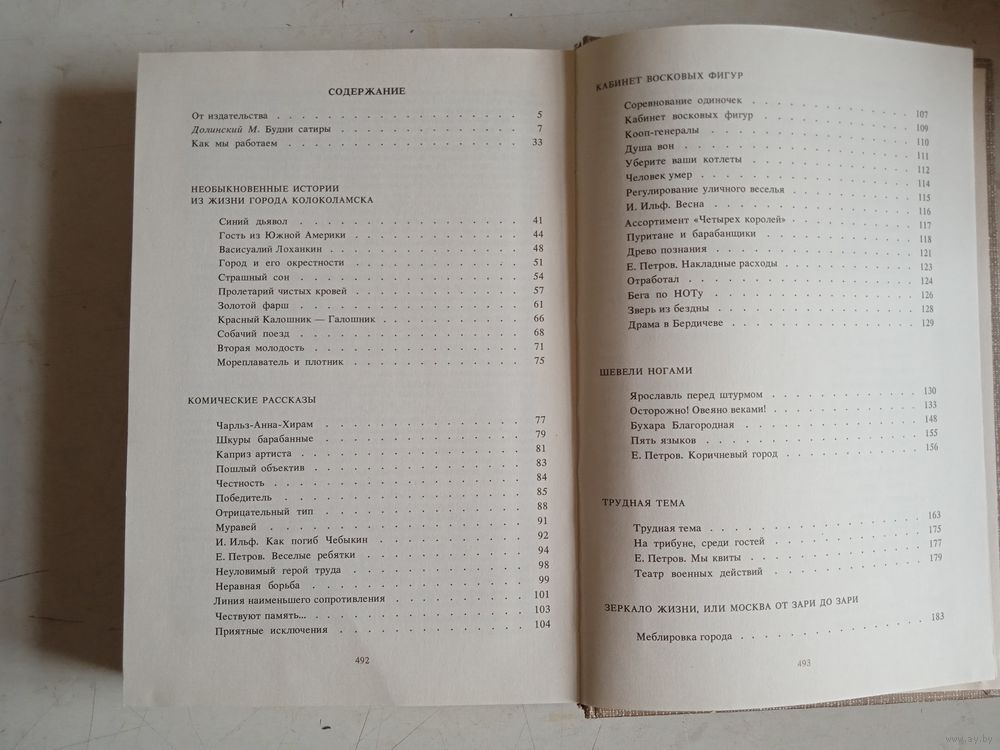 СОДЕРЖАНИЕ
От издательства . . . . . . . . . . . . . . . . . . 5
Долинский М. Будни сатиры . . . . . . . . . . . . . . 7
Как мы работаем . . . . . . . . . . . . . . . . . . 33
НЕОБЫКНОВЕННЫЕ ИСТОРИИ
ИЗ ЖИЗНИ ГОРОДА КОЛОКОЛАМСКА
Синий дьявол . . . . . . . . . . . . . . . . . 41
Гость из Южной Америки . . . . . . . . . . . . . 44
Васисуалий Лоханкин . . . . . . . . . . . . . . 48
Город и его окрестности . . . . . . . . . . . . . 51
Страшный сон . . . . . . . . . . . . . . . . . 54
Пролетарий чистых кровей . . . . . . . . . . . . 57
Золотой фарш . . . . . . . . . . . . . . . . . 61
Красный Калошник — Галошник . . . . . . . . . . 66
Собачий поезд . . . . . . . . . . . . . . . . . 68
Вторая молодость . . . . . . . . . . . . . . . . 71
Мореплаватель и плотник . . . . . . . . . . . . . 75
КОМИЧЕСКИЕ РАССКАЗЫ
Чарльз-Анна-Хирам . . . . . . . . . . . . . . . 77
Шкуры барабанные . . . . . . . . . . . . . . . 79
Каприз артиста . . . . . . . . . . . . . . . . 81
Пошлый объектив . . . . . . . . . . . . . . . . 83
Честность . . . . . . . . . . . . . . . . . . . 84
Победитель . . . . . . . . . . . . . . . . . . 85
Отрицательный тип . . . . . . . . . . . . . . . 88
Муравей . . . . . . . . . . . . . . . . . . . . 91
И. Ильф. Как погиб Чебыкин . . . . . . . . . . . 92
Е. Петров. Веселые ребятки . . . . . . . . . . . . 94
Неуловимый герой труда . . . . . . . . . . . . . 98
Неравная борьба . . . . . . . . . . . . . . . . 99
Линия наименьшего сопротивления . . . . . . . . . 101
Чествуют память... . . . . . . . . . . . . . . . 103
Приятные исключения . . . . . . . . . . . . . . 104
492
КАБИНЕТ ВОСКОВЫХ ФИГУР
Соревнование одиночек . . . . . . . . . . . . . 107
Кабинет восковых фигур . . . . . . . . . . . . . 109
Кооп-генералы . . . . . . . . . . . . . . . . . 110
Душа вон . . . . . . . . . . . . . . . . . . . 111
Уберите ваши котлеты . . . . . . . . . . . . . . 112
Человек умер . . . . . . . . . . . . . . . . . 114
Регулирование уличного веселья . . . . . . . . . . 115
И. Ильф. Весна . . . . . . . . . . . . . . . . 116
Ассортимент «Четырех королей» . . . . . . . . . . 117
Пуритане и барабанщики . . . . . . . . . . . . . 118
Древо познания . . . . . . . . . . . . . . . . 121
Е. Петров. Накладные расходы . . . . . . . . . . . 123
Отработал . . . . . . . . . . . . . . . . . . . 124
Бега по НОТу . . . . . . . . . . . . . . . . . 126
Зверь из бездны . . . . . . . . . . . . . . . . 128
Драма в Бердичеве . . . . . . . . . . . . . . . 129
ШЕВЕЛИ НОГАМИ
Ярославль перед штурмом . . . . . . . . . . . . . 130
Осторожно! Овеяно веками! . . . . . . . . . . . . 133
Бухара Благородная . . . . . . . . . . . . . . . 148
Пять языков . . . . . . . . . . . . . . . . . . 155
Е. Петров. Коричневый город . . . . . . . . . . . 156
ТРУДНАЯ ТЕМА
Трудная тема . . . . . . . . . . . . . . . . . 163
На трибуне, среди гостей . . . . . . . . . . . . . 175
Е. Петров. Мы квиты . . . . . . . . . . . . . . 177
Театр военных действий . . . . . . . . . . . . . 179
ЗЕРКАЛО ЖИЗНИ, ИЛИ МОСКВА ОТ ЗАРИ ДО ЗАРИ
Меблировка города . . . . . . . . . . . . . . . 183
493
www.ay.by